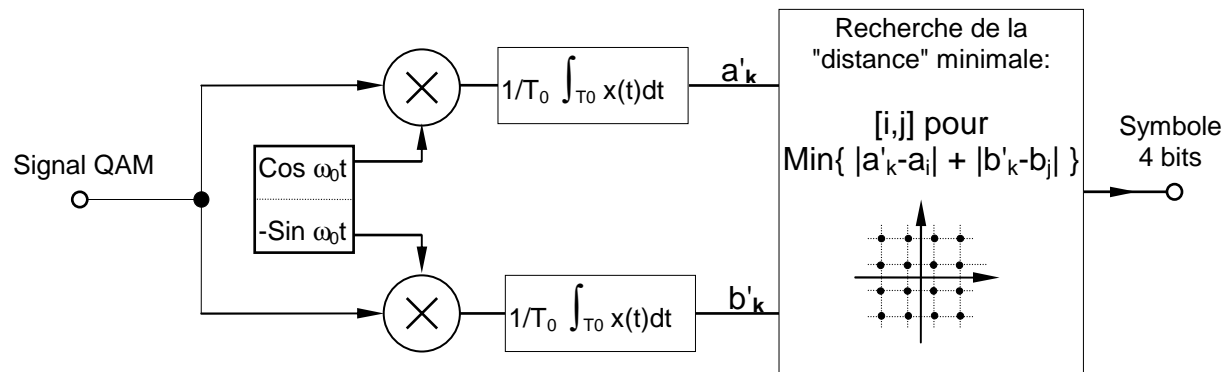 Recherche de la
"distance" minimale:
1/T₀ ∫T0 x(t)dt
a'k
[i,j] pour
Min{ |a'k-ai| + |b'k-bj| }
Signal QAM
Cos ω₀t
-Sin ω₀t
Symbole
4 bits
1/T₀ ∫T0 x(t)dt
b'k